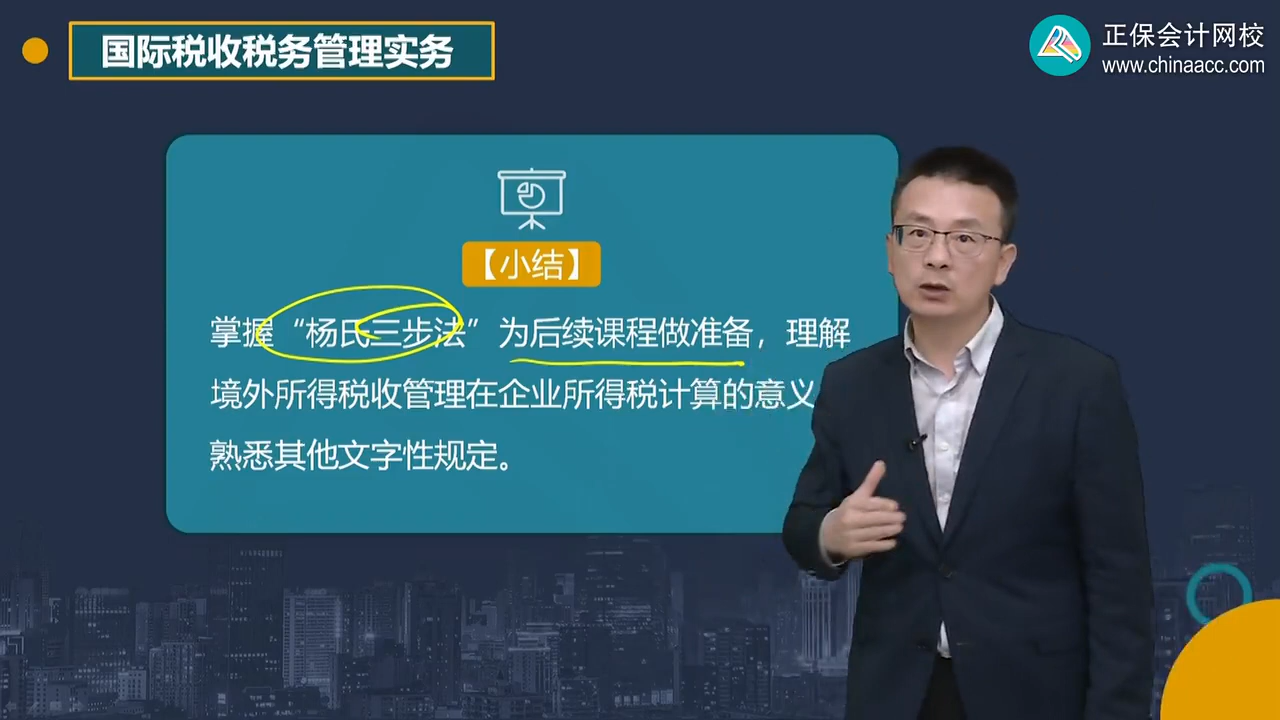 国际税收税务管理实务
正保会计网校
www.chinaacc.com
【小结】
掌握“杨氏三步法”为后续课程做准备，理解
境外所得税收管理在企业所得税计算的意义
熟悉其他文字性规定。